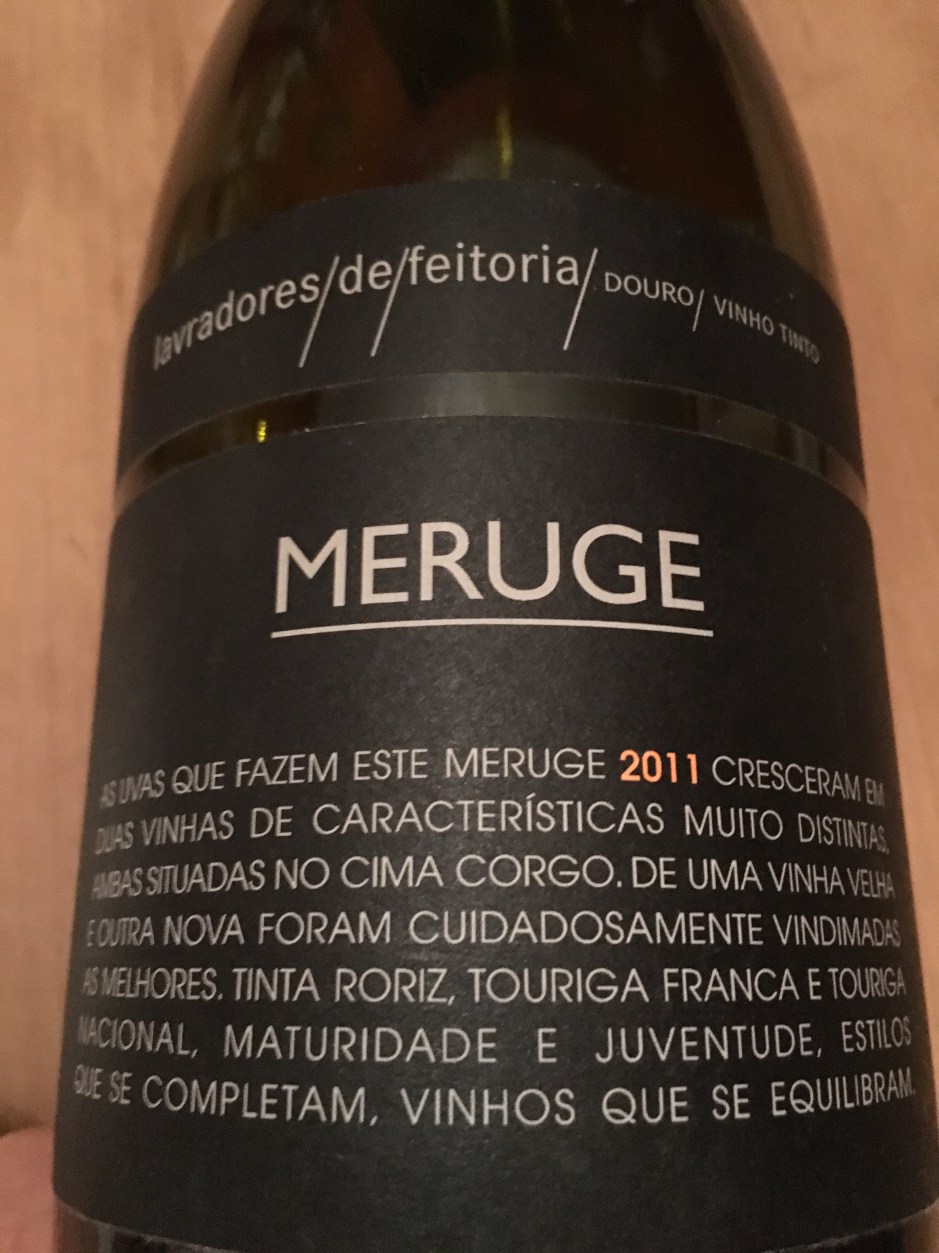 lavradores/de/feitoria/ DOURO/ VINHO TINTO
MERUGE
AS UVAS QUE FAZEM ESTE MERUGE 2011 CRESCERAM EM
DUAS VINHAS DE CARACTERÍSTICAS MUITO DISTINTAS,
AMBAS SITUADAS NO CIMA CORGO. DE UMA VINHA VELHA
E OUTRA NOVA FORAM CUIDADOSAMENTE VINDIMADAS
AS MELHORES. TINTA RORIZ, TOURIGA FRANCA E TOURIGA
NACIONAL, MATURIDADE E JUVENTUDE, ESTILOS
QUE SE COMPLETAM, VINHOS QUE SE EQUILIBRAM.